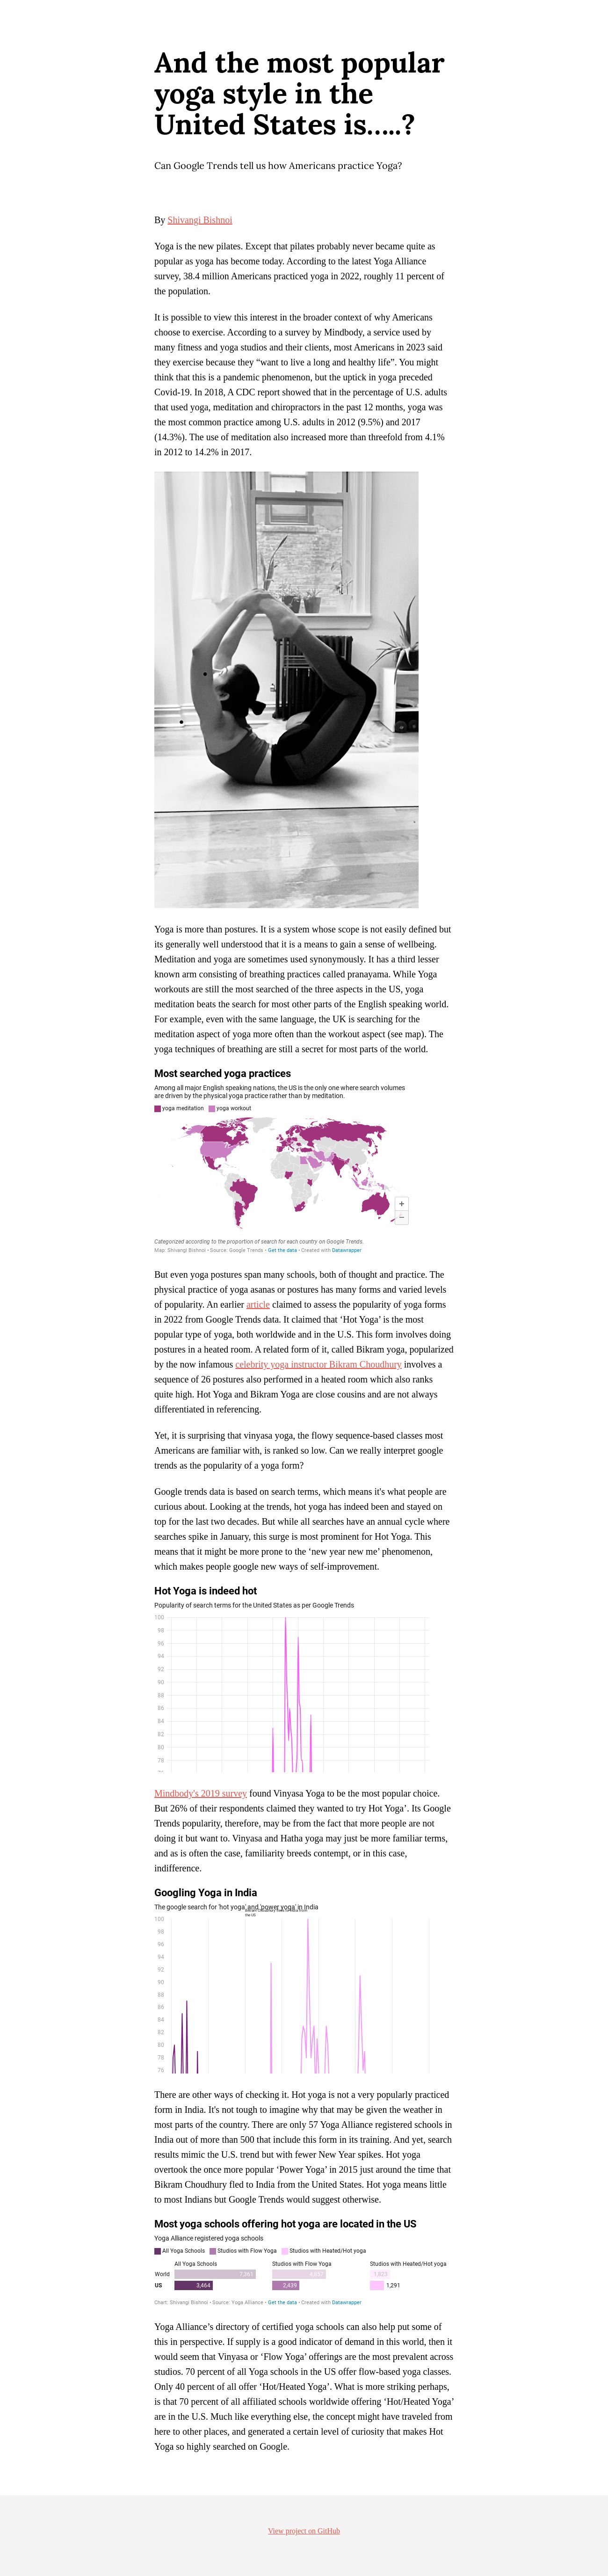 And the most popular
yoga style in the
United States is…..?
Can Google Trends tell us how Americans practice Yoga?
By Shivangi Bishnoi
Yoga is the new pilates. Except that pilates probably never became quite as
popular as yoga has become today. According to the latest Yoga Alliance
survey, 38.4 million Americans practiced yoga in 2022, roughly 11 percent of
the population.
It is possible to view this interest in the broader context of why Americans
choose to exercise. According to a survey by Mindbody, a service used by
many fitness and yoga studios and their clients, most Americans in 2023 said
they exercise because they “want to live a long and healthy life”. You might
think that this is a pandemic phenomenon, but the uptick in yoga preceded
Covid-19. In 2018, A CDC report showed that in the percentage of U.S. adults
that used yoga, meditation and chiropractors in the past 12 months, yoga was
the most common practice among U.S. adults in 2012 (9.5%) and 2017
(14.3%). The use of meditation also increased more than threefold from 4.1%
in 2012 to 14.2% in 2017.
Yoga is more than postures. It is a system whose scope is not easily defined but
its generally well understood that it is a means to gain a sense of wellbeing.
Meditation and yoga are sometimes used synonymously. It has a third lesser
known arm consisting of breathing practices called pranayama. While Yoga
workouts are still the most searched of the three aspects in the US, yoga
meditation beats the search for most other parts of the English speaking world.
For example, even with the same language, the UK is searching for the
meditation aspect of yoga more often than the workout aspect (see map). The
yoga techniques of breathing are still a secret for most parts of the world.
Most searched yoga practices
Among all major English speaking nations, the US is the only one where search volumes
are driven by the physical yoga practice rather than by meditation.
yoga meditation yoga workout
+
−
Categorized according to the proportion of search for each country on Google Trends.
Map: Shivangi Bishnoi • Source: Google Trends • Get the data • Created with Datawrapper
But even yoga postures span many schools, both of thought and practice. The
physical practice of yoga asanas or postures has many forms and varied levels
of popularity. An earlier article claimed to assess the popularity of yoga forms
in 2022 from Google Trends data. It claimed that ‘Hot Yoga’ is the most
popular type of yoga, both worldwide and in the U.S. This form involves doing
postures in a heated room. A related form of it, called Bikram yoga, popularized
by the now infamous celebrity yoga instructor Bikram Choudhury involves a
sequence of 26 postures also performed in a heated room which also ranks
quite high. Hot Yoga and Bikram Yoga are close cousins and are not always
differentiated in referencing.
Yet, it is surprising that vinyasa yoga, the flowy sequence-based classes most
Americans are familiar with, is ranked so low. Can we really interpret google
trends as the popularity of a yoga form?
Google trends data is based on search terms, which means it's what people are
curious about. Looking at the trends, hot yoga has indeed been and stayed on
top for the last two decades. But while all searches have an annual cycle where
searches spike in January, this surge is most prominent for Hot Yoga. This
means that it might be more prone to the ‘new year new me’ phenomenon,
which makes people google new ways of self-improvement.
Hot Yoga is indeed hot
Popularity of search terms for the United States as per Google Trends
100
98
96
94
92
90
88
86
84
82
80
78
Mindbody's 2019 survey found Vinyasa Yoga to be the most popular choice.
But 26% of their respondents claimed they wanted to try Hot Yoga’. Its Google
Trends popularity, therefore, may be from the fact that more people are not
doing it but want to. Vinyasa and Hatha yoga may just be more familiar terms,
and as is often the case, familiarity breeds contempt, or in this case,
indifference.
Googling Yoga in India
The google search for 'hot yoga' and 'power yoga' in India
the US
100
98
96
94
92
90
88
86
84
82
80
78
76
There are other ways of checking it. Hot yoga is not a very popularly practiced
form in India. It's not tough to imagine why that may be given the weather in
most parts of the country. There are only 57 Yoga Alliance registered schools in
India out of more than 500 that include this form in its training. And yet, search
results mimic the U.S. trend but with fewer New Year spikes. Hot yoga
overtook the once more popular ‘Power Yoga’ in 2015 just around the time that
Bikram Choudhury fled to India from the United States. Hot yoga means little
to most Indians but Google Trends would suggest otherwise.
Most yoga schools offering hot yoga are located in the US
Yoga Alliance registered yoga schools
All Yoga Schools Studios with Flow Yoga Studios with Heated/Hot yoga
All Yoga Schools Studios with Flow Yoga Studios with Heated/Hot yoga
World
US 3,464 2,439 1,291
Chart: Shivangi Bishnoi • Source: Yoga Alliance • Get the data • Created with Datawrapper
Yoga Alliance’s directory of certified yoga schools can also help put some of
this in perspective. If supply is a good indicator of demand in this world, then it
would seem that Vinyasa or ‘Flow Yoga’ offerings are the most prevalent across
studios. 70 percent of all Yoga schools in the US offer flow-based yoga classes.
Only 40 percent of all offer ‘Hot/Heated Yoga’. What is more striking perhaps,
is that 70 percent of all affiliated schools worldwide offering ‘Hot/Heated Yoga’
are in the U.S. Much like everything else, the concept might have traveled from
here to other places, and generated a certain level of curiosity that makes Hot
Yoga so highly searched on Google.
View project on GitHub